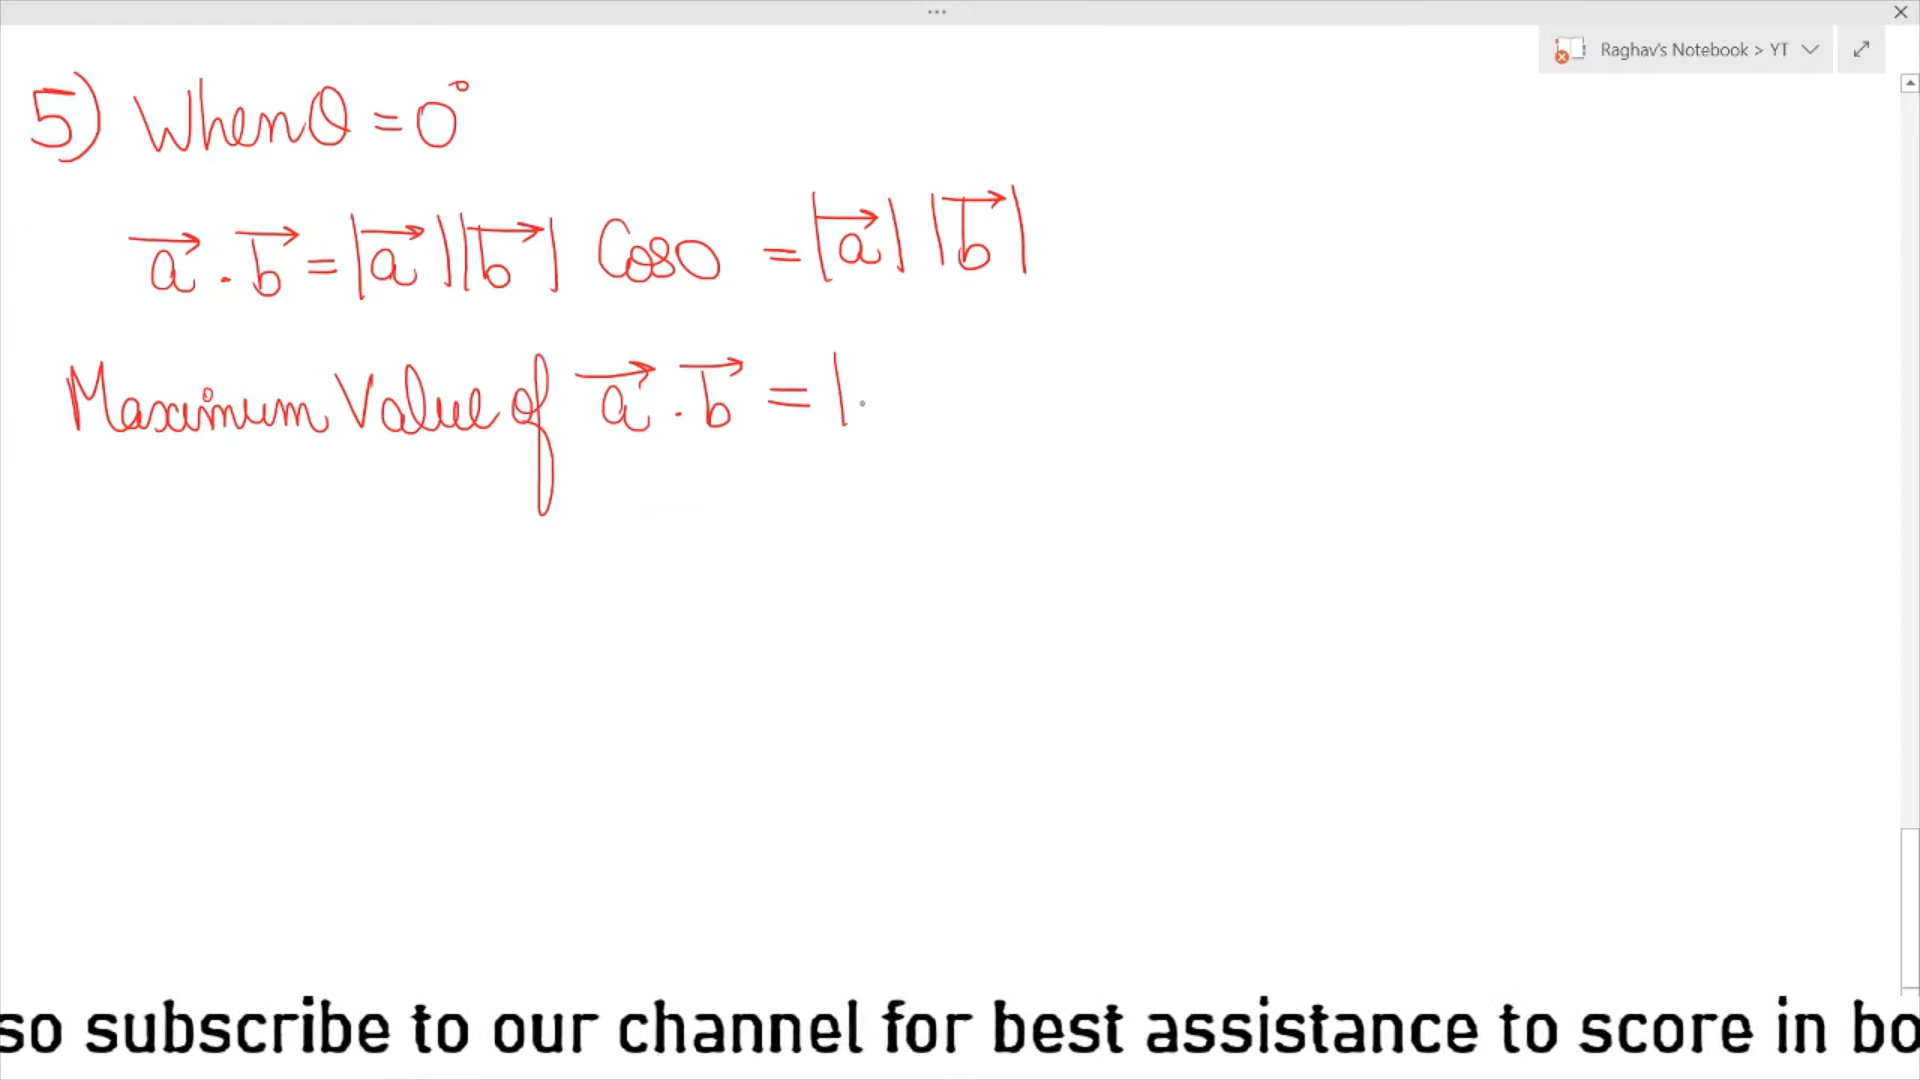 ...
Raghav's Notebook > YT
5) When θ = 0°
a⃗ . b⃗ = |a⃗| |b⃗| Cos0 = |a⃗| |b⃗|
Maximum Value of a⃗ . b⃗ = |
so subscribe to our channel for best assistance to score in bo